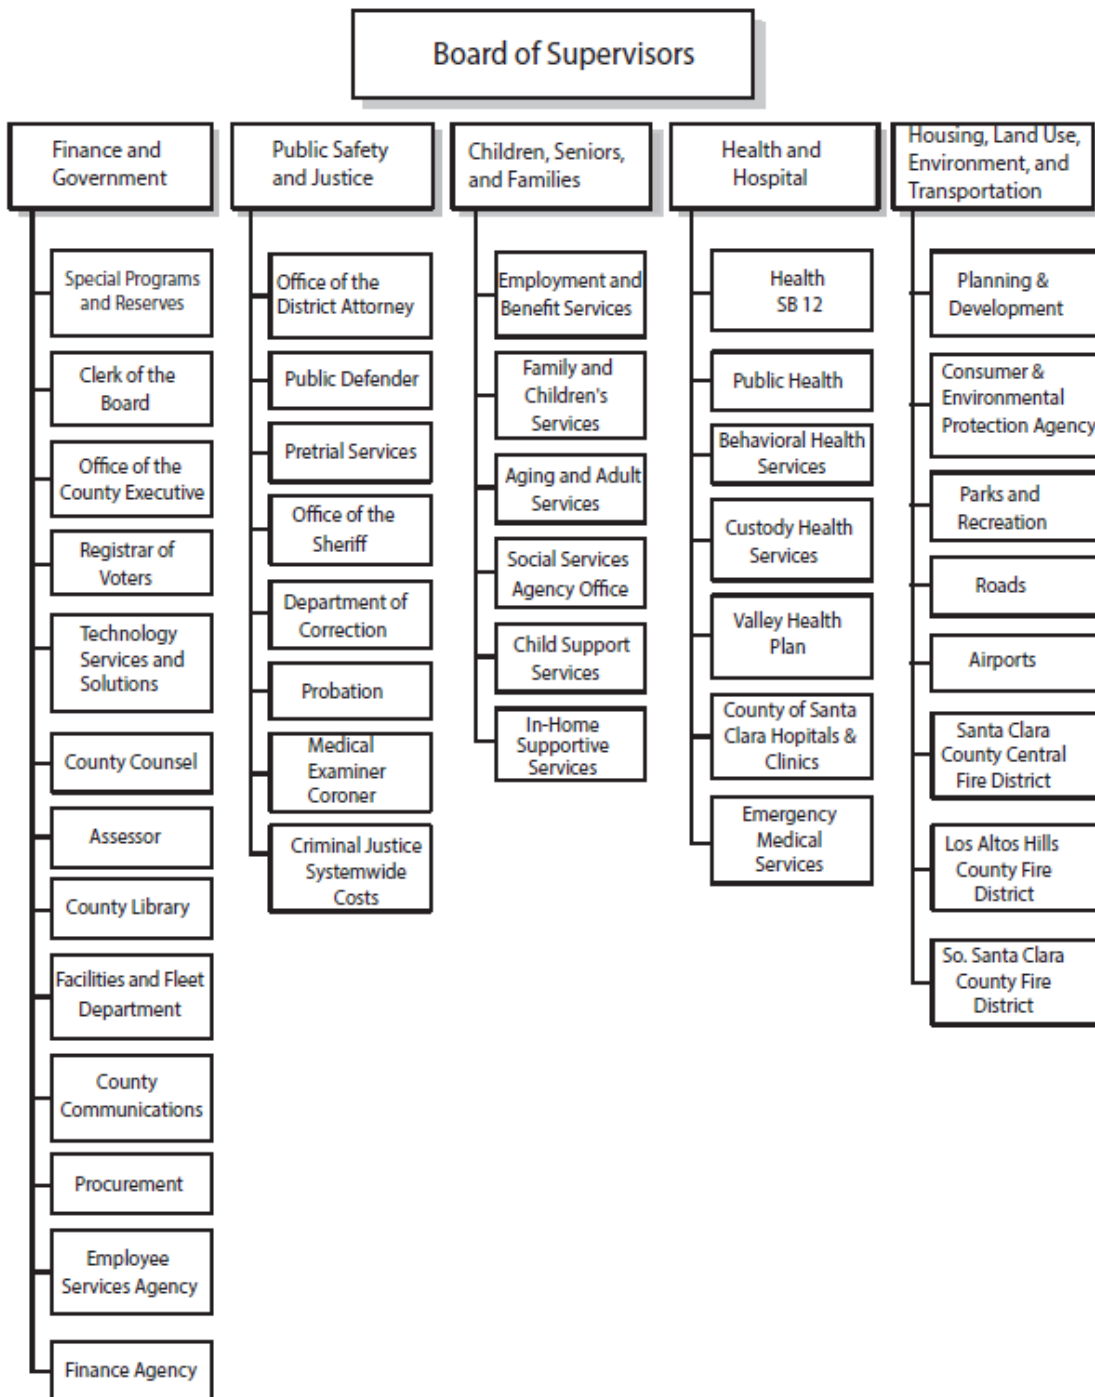 Board of Supervisors
Finance and
Government
Special Programs
and Reserves
Clerk of the
Board
Office of the
County Executive
Registrar of
Voters
Technology
Services and
Solutions
County Counsel
Assessor
County Library
Facilities and Fleet
Department
County
Communications
Procurement
Employee
Services Agency
Finance Agency
Public Safety
and Justice
Office of the
District Attorney
Public Defender
Pretrial Services
Office of the
Sheriff
Department of
Correction
Probation
Medical
Examiner
Coroner
Criminal Justice
Systemwide
Costs
Children, Seniors,
and Families
Employment and
Benefit Services
Family and
Children's
Services
Aging and Adult
Services
Social Services
Agency Office
Child Support
Services
In-Home
Supportive
Services
Health and
Hospital
Health
SB 12
Public Health
Behavioral Health
Services
Custody Health
Services
Valley Health
Plan
County of Santa
Clara Hopitals &
Clinics
Emergency
Medical
Services
Housing, Land Use,
Environment, and
Transportation
Planning &
Development
Consumer &
Environmental
Protection Agency
Parks and
Recreation
Roads
Airports
Santa Clara
County Central
Fire District
Los Altos Hills
County Fire
District
So. Santa Clara
County Fire
District